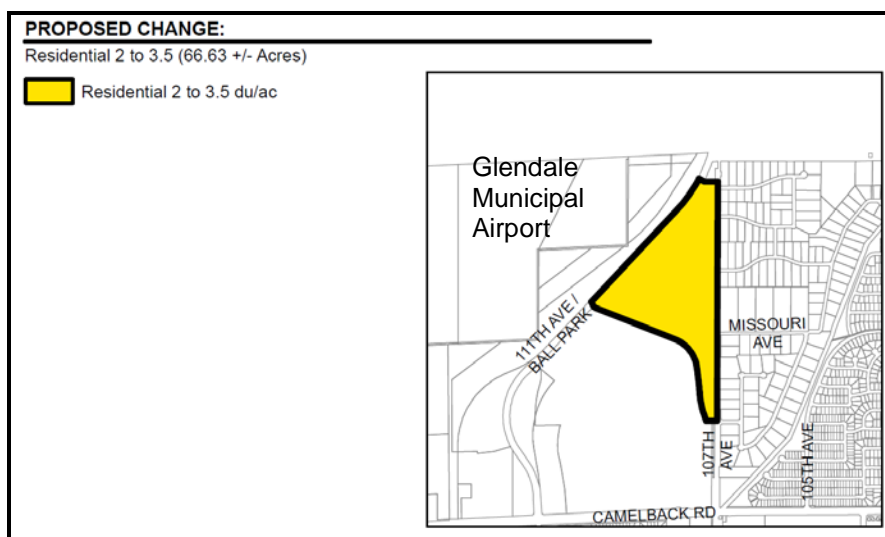 PROPOSED CHANGE:
Residential 2 to 3.5 (66.63 +/- Acres)
Residential 2 to 3.5 du/ac
Glendale
Municipal
Airport
111TH AVE /
BALL PARK
MISSOURI
AVE
107TH
AVE
105TH AVE
CAMELBACK RD